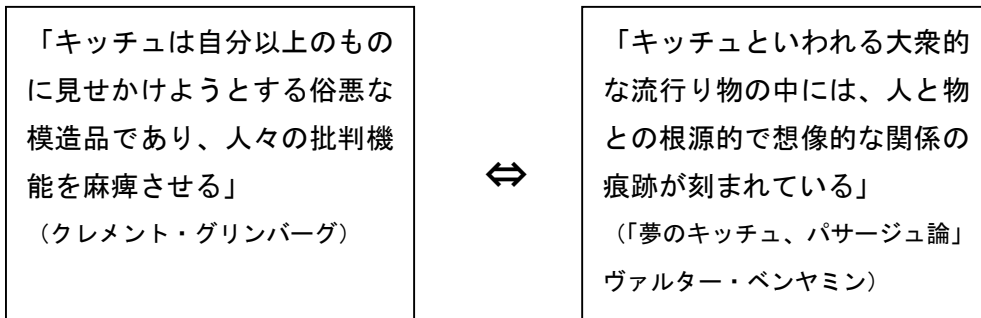 「キッチュは自分以上のもの
に見せかけようとする俗悪な
模造品であり、人々の批判機
能を麻痺させる」
（クレメント・グリンバーグ）
⇔
「キッチュといわれる大衆的
な流行り物の中には、人と物
との根源的で想像的な関係の
痕跡が刻まれている」
（「夢のキッチュ、パサージュ論」
ヴァルター・ベンヤミン）